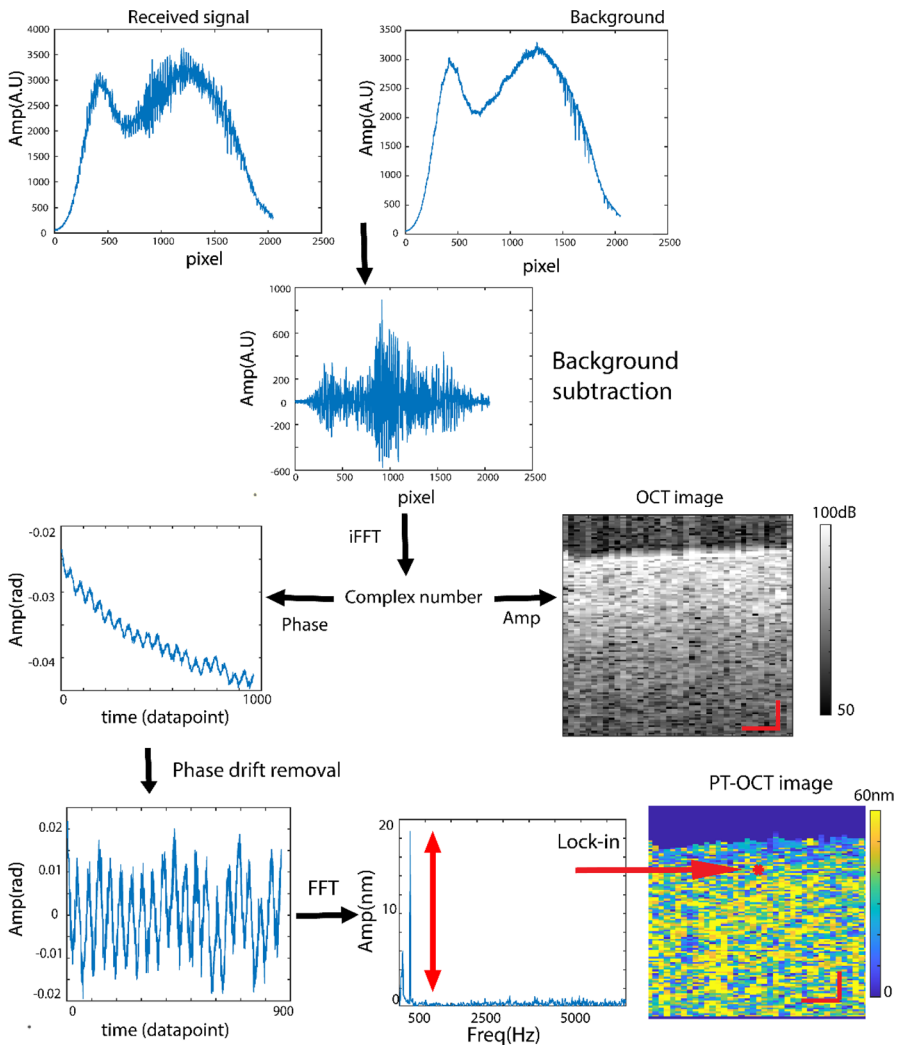 Received signal
Background
Amp(A.U)
4000
3500
3000
2500
2000
1500
1000
500
0
0 500 1000 1500 2000 2500
pixel
Amp(A.U)
3500
3000
2500
2000
1500
1000
500
0
0 500 1000 1500 2000 2500
pixel
Amp(A.U)
1000
600
200
0
-200
-600
0 500 1000 1500 2000 2500
pixel
Background
subtraction
iFFT
Complex number
Phase
Amp
OCT image
100dB
50
Amp(rad)
-0.02
-0.03
-0.04
0 1000
time (datapoint)
Phase drift removal
Amp(rad)
0.02
0.01
0
-0.01
-0.02
0 900
time (datapoint)
FFT
Amp(nm)
20
10
0
500 2500 5000
Freq(Hz)
Lock-in
PT-OCT image
60nm
0